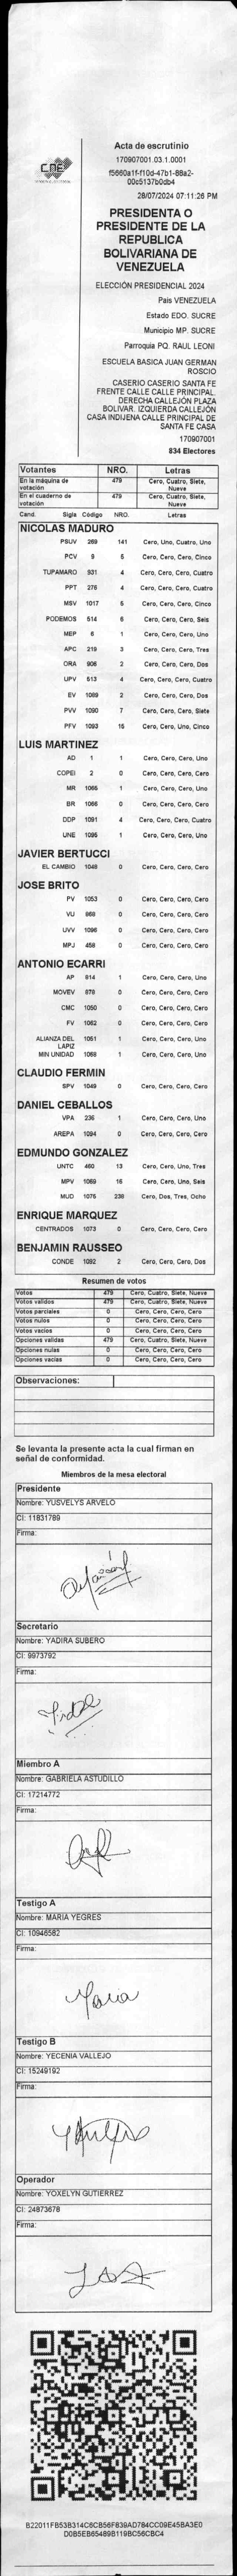 CNE
Acta de escrutinio
170907001.03.1.0001
f5660a1f-f10d-47b1-88a2-
00c5137b0db4
28/07/2024 07:11:26 PM
PRESIDENTA O
PRESIDENTE DE LA
REPUBLICA
BOLIVARIANA DE
VENEZUELA
ELECCIÓN PRESIDENCIAL 2024
Pais VENEZUELA
Estado EDO. SUCRE
Municipio MP. SUCRE
Parroquia PQ. RAUL LEONI
ESCUELA BASICA JUAN GERMAN
ROSCIO
CASERIO CASERIO SANTA FE
FRENTE CALLE CALLE PRINCIPAL.
DERECHA CALLEJÓN PLAZA
BOLIVAR. IZQUIERDA CALLEJÓN
CASA INDIJENA CALLE PRINCIPAL DE
SANTA FE CASA
170907001
834 Electores
Votantes NRO. Letras
En la máquina de votación 479 Cero, Cuatro, Siete, Nueve
En el cuaderno de votación 479 Cero, Cuatro, Siete, Nueve
Cand. Sigla Código NRO. Letras
NICOLAS MADURO
PSUV 269 141 Cero, Uno, Cuatro, Uno
PCV 9 5 Cero, Cero, Cero, Cinco
TUPAMARO 931 4 Cero, Cero, Cero, Cuatro
PPT 276 4 Cero, Cero, Cero, Cuatro
MSV 1017 5 Cero, Cero, Cero, Cinco
PODEMOS 514 6 Cero, Cero, Cero, Seis
MEP 6 1 Cero, Cero, Cero, Uno
APC 219 3 Cero, Cero, Cero, Tres
ORA 906 2 Cero, Cero, Cero, Dos
UPV 513 4 Cero, Cero, Cero, Cuatro
EV 1089 2 Cero, Cero, Cero, Dos
PVV 1090 7 Cero, Cero, Cero, Siete
PFV 1093 15 Cero, Cero, Uno, Cinco
LUIS MARTINEZ
AD 1 1 Cero, Cero, Cero, Uno
COPEI 2 0 Cero, Cero, Cero, Cero
MR 1065 1 Cero, Cero, Cero, Uno
BR 1066 0 Cero, Cero, Cero, Cero
DDP 1091 4 Cero, Cero, Cero, Cuatro
UNE 1095 1 Cero, Cero, Cero, Uno
JAVIER BERTUCCI
EL CAMBIO 1048 0 Cero, Cero, Cero, Cero
JOSE BRITO
PV 1053 0 Cero, Cero, Cero, Cero
VU 868 0 Cero, Cero, Cero, Cero
UVV 1096 0 Cero, Cero, Cero, Cero
MPJ 458 0 Cero, Cero, Cero, Cero
ANTONIO ECARRI
AP 814 1 Cero, Cero, Cero, Uno
MOVEV 878 0 Cero, Cero, Cero, Cero
CMC 1050 0 Cero, Cero, Cero, Cero
FV 1062 0 Cero, Cero, Cero, Cero
ALIANZA DEL LAPIZ 1051 1 Cero, Cero, Cero, Uno
MIN UNIDAD 1068 1 Cero, Cero, Cero, Uno
CLAUDIO FERMIN
SPV 1049 0 Cero, Cero, Cero, Cero
DANIEL CEBALLOS
VPA 236 1 Cero, Cero, Cero, Uno
AREPA 1094 0 Cero, Cero, Cero, Cero
EDMUNDO GONZALEZ
UNTC 460 13 Cero, Cero, Uno, Tres
MPV 1069 16 Cero, Cero, Uno, Seis
MUD 1076 238 Cero, Dos, Tres, Ocho
ENRIQUE MARQUEZ
CENTRADOS 1073 0 Cero, Cero, Cero, Cero
BENJAMIN RAUSSEO
CONDE 1092 2 Cero, Cero, Cero, Dos
Resumen de votos
Votos 479 Cero, Cuatro, Siete, Nueve
Votos validos 479 Cero, Cuatro, Siete, Nueve
Votos parciales 0 Cero, Cero, Cero, Cero
Votos nulos 0 Cero, Cero, Cero, Cero
Votos vacios 0 Cero, Cero, Cero, Cero
Opciones validas 479 Cero, Cuatro, Siete, Nueve
Opciones nulas 0 Cero, Cero, Cero, Cero
Opciones vacias 0 Cero, Cero, Cero, Cero
Observaciones:
Se levanta la presente acta la cual firman en
señal de conformidad.
Miembros de la mesa electoral
Presidente
Nombre: YUSVELYS ARVELO
CI: 11831789
Firma:
Secretario
Nombre: YADIRA SUBERO
CI: 9973792
Firma:
Miembro A
Nombre: GABRIELA ASTUDILLO
CI: 17214772
Firma:
Testigo A
Nombre: MARIA YEGRES
CI: 10946582
Firma:
Maria
Testigo B
Nombre: YECENIA VALLEJO
CI: 15249192
Firma:
Operador
Nombre: YOXELYN GUTIERREZ
CI: 24873678
Firma:
B22011FB53B314C6CB56F839AD784CC09E45BA3E0
D0B5EB65489B119BC56CBC4